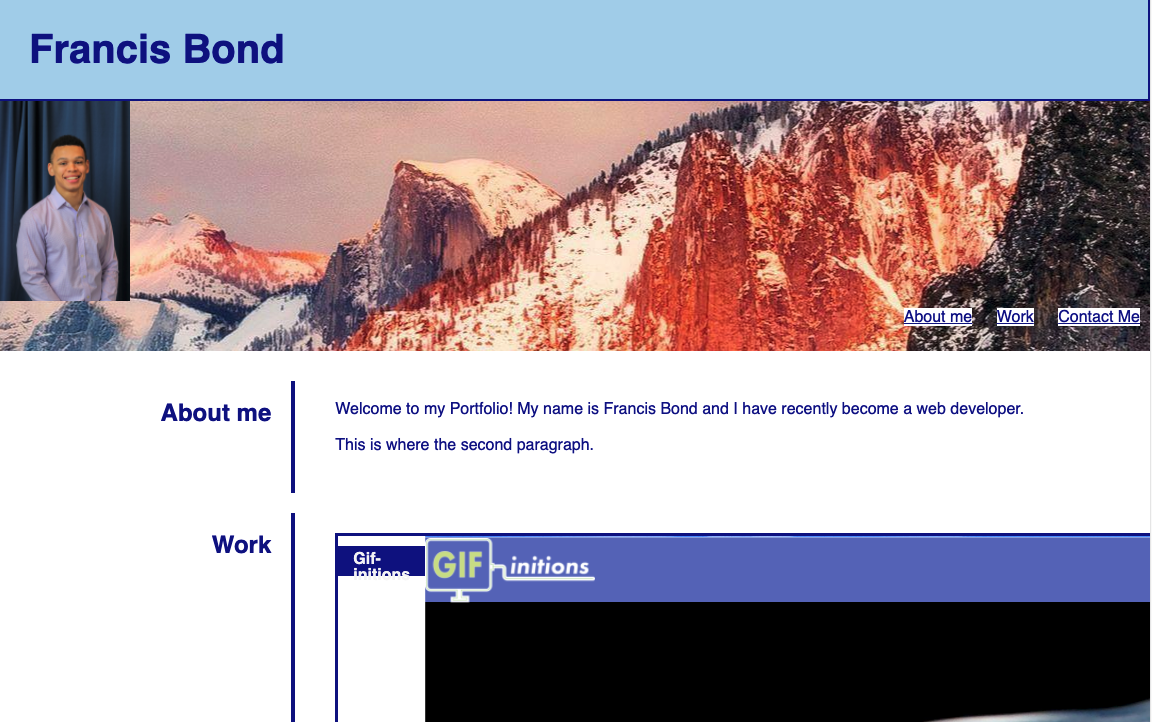 Francis Bond
About me Work Contact Me
About me
Welcome to my Portfolio! My name is Francis Bond and I have recently become a web developer.
This is where the second paragraph.
Work
Gif-
initions
GIF initions